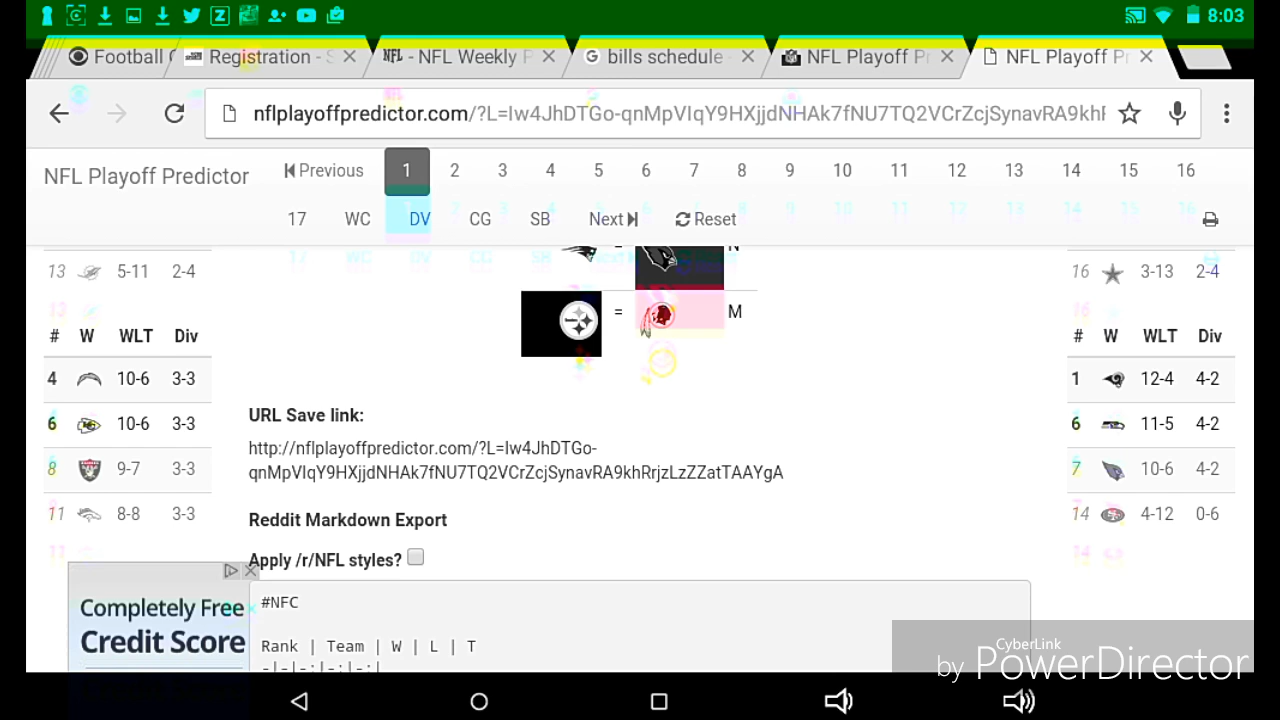 8:03
Football
Registration - S
NFL - NFL Weekly P
bills schedule -
NFL Playoff Pr
NFL Playoff Pr
nflplayoffpredictor.com/?L=Iw4JhDTGo-qnMpVIqY9HXjjdNHAk7fNU7TQ2VCrZcjSynavRA9khF
NFL Playoff Predictor
Previous 1 2 3 4 5 6 7 8 9 10 11 12 13 14 15 16
17 WC DV CG SB Next Reset
13 5-11 2-4
# W WLT Div
4 10-6 3-3
6 10-6 3-3
8 9-7 3-3
11 8-8 3-3
= N
= M
URL Save link:
http://nflplayoffpredictor.com/?L=Iw4JhDTGo-
qnMpVIqY9HXjjdNHAk7fNU7TQ2VCrZcjSynavRA9khRrjzLzZZatTAAYgA
Reddit Markdown Export
Apply /r/NFL styles?
#NFC
Rank | Team | W | L | T
-|-|-:|-:|-:|
16 3-13 2-4
# W WLT Div
1 12-4 4-2
6 11-5 4-2
7 10-6 4-2
14 4-12 0-6
Completely Free
Credit Score
CyberLink
by PowerDirector